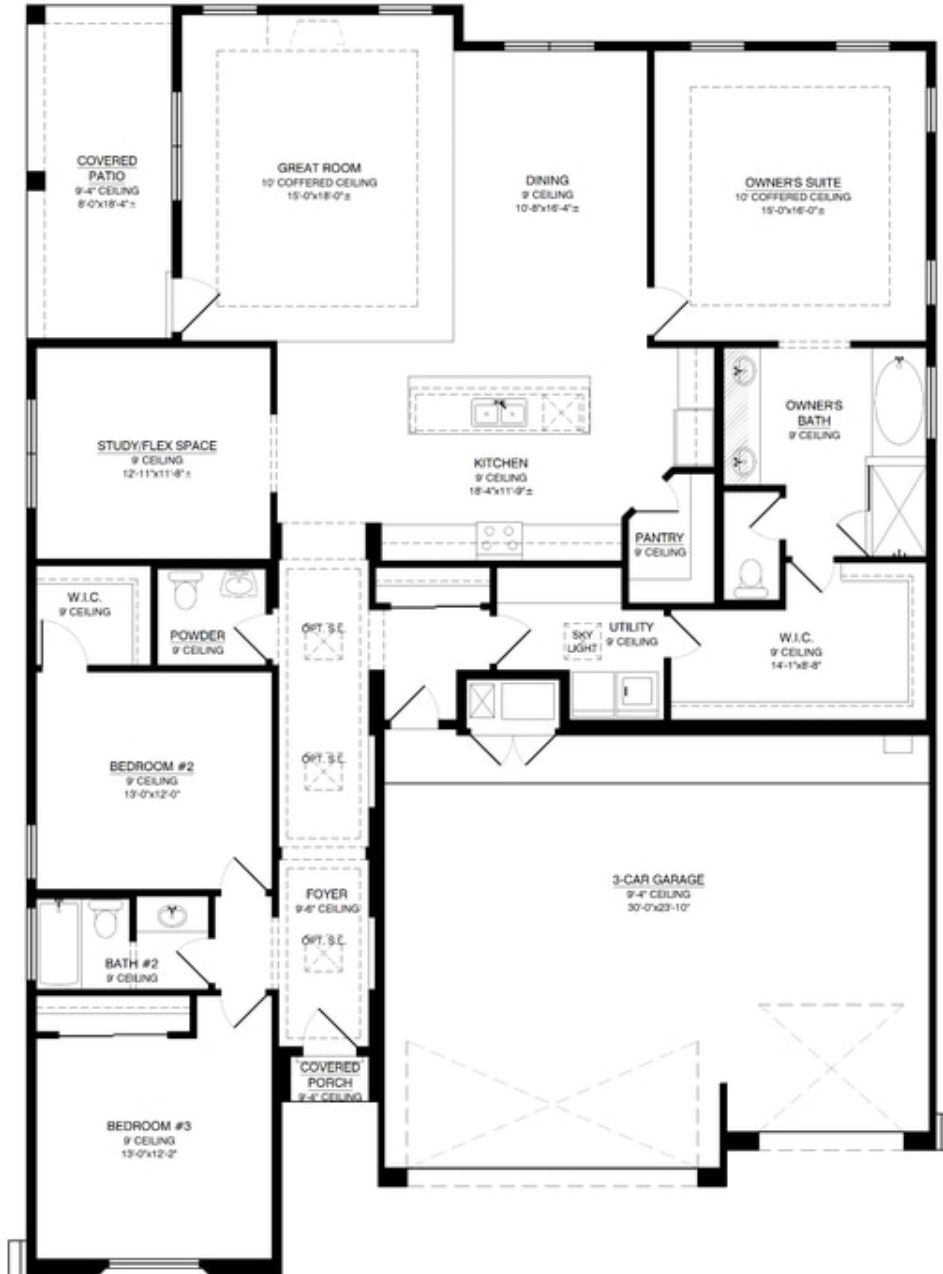 COVERED
PATIO
9'-4" CEILING
8'-0"x18'-4"±
GREAT ROOM
10' COFFERED CEILING
15'-0"x18'-0"±
DINING
9' CEILING
10'-8"x16'-4"±
OWNER'S SUITE
10' COFFERED CEILING
15'-0"x16'-0"±
STUDY/FLEX SPACE
9' CEILING
12'-11"x11'-8"±
KITCHEN
9' CEILING
18'-4"x11'-9"±
OWNER'S
BATH
9' CEILING
PANTRY
9' CEILING
W.I.C.
9' CEILING
POWDER
9' CEILING
OPT. S.L.
SKY
LIGHT
UTILITY
9' CEILING
W.I.C.
9' CEILING
14'-1"x8'-8"
BEDROOM #2
9' CEILING
13'-0"x12'-0"
OPT. S.L.
FOYER
9'-6" CEILING
OPT. S.L.
3-CAR GARAGE
9'-4" CEILING
30'-0"x23'-10"
BATH #2
9' CEILING
COVERED
PORCH
9'-4" CEILING
BEDROOM #3
9' CEILING
13'-0"x12'-2"